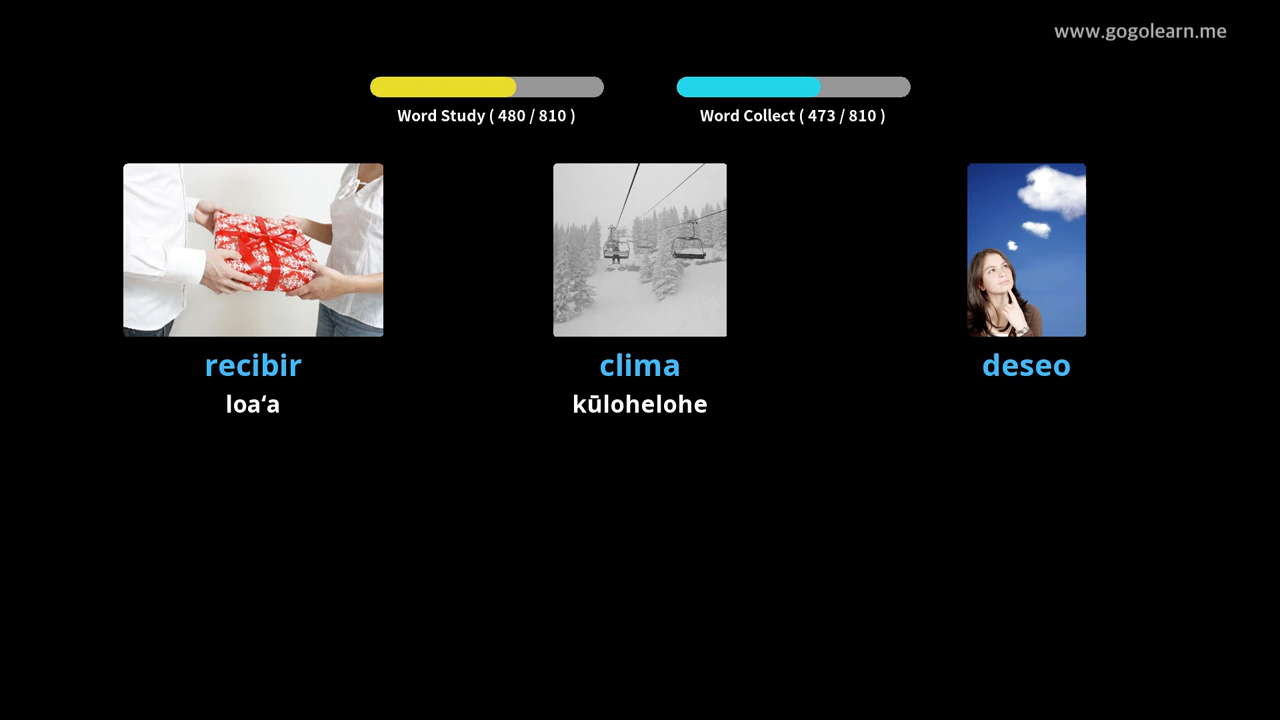 www.gogolearn.me
Word Study ( 480 / 810 )
Word Collect ( 473 / 810 )
recibir
loaʻa
clima
kūlohelohe
deseo